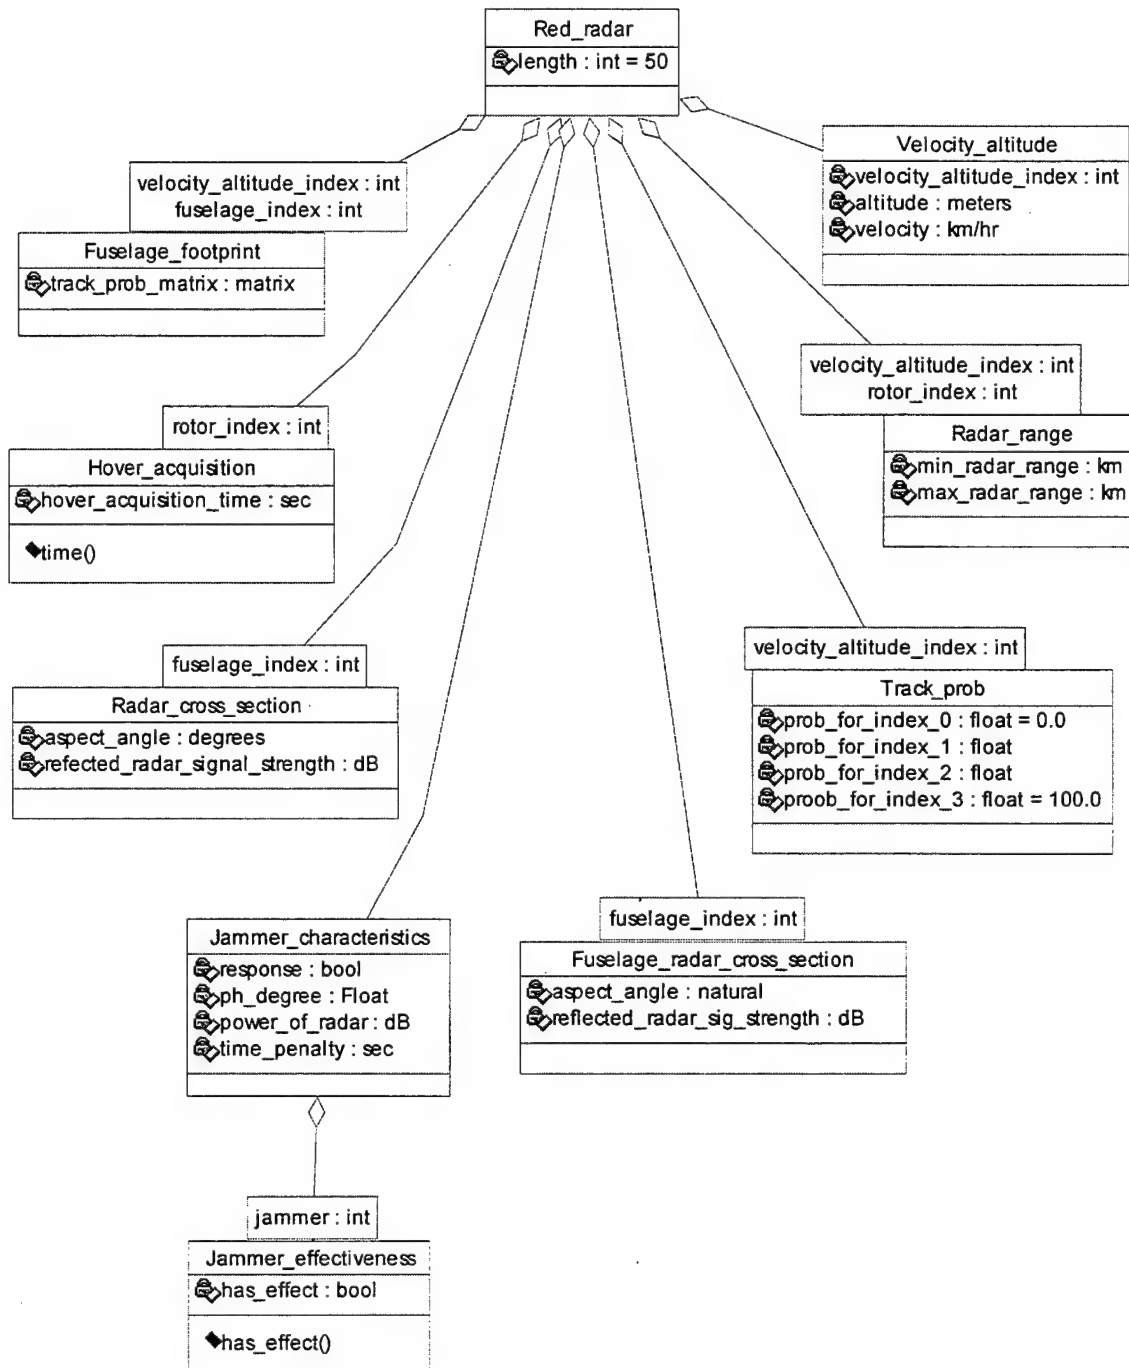 Red_radar
length : int = 50
velocity_altitude_index : int
fuselage_index : int
Fuselage_footprint
track_prob_matrix : matrix
Velocity_altitude
velocity_altitude_index : int
altitude : meters
velocity : km/hr
velocity_altitude_index : int
rotor_index : int
Radar_range
min_radar_range : km
max_radar_range : km
rotor_index : int
Hover_acquisition
hover_acquisition_time : sec
time()
fuselage_index : int
Radar_cross_section
aspect_angle : degrees
refected_radar_signal_strength : dB
velocity_altitude_index : int
Track_prob
prob_for_index_0 : float = 0.0
prob_for_index_1 : float
prob_for_index_2 : float
proob_for_index_3 : float = 100.0
Jammer_characteristics
response : bool
ph_degree : Float
power_of_radar : dB
time_penalty : sec
fuselage_index : int
Fuselage_radar_cross_section
aspect_angle : natural
reflected_radar_sig_strength : dB
jammer : int
Jammer_effectiveness
has_effect : bool
has_effect()